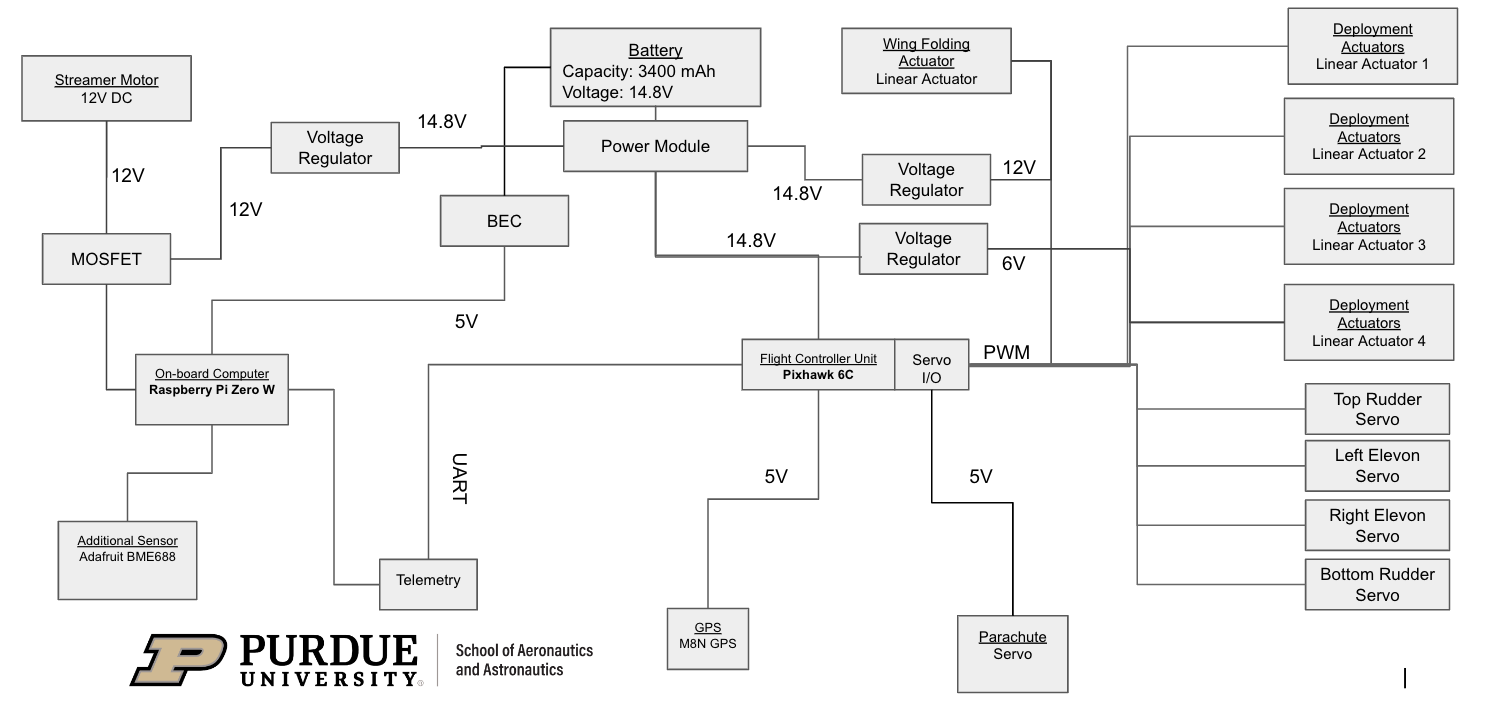 Streamer Motor
12V DC
12V
MOSFET
Voltage
Regulator
12V
14.8V
Battery
Capacity: 3400 mAh
Voltage: 14.8V
Power Module
BEC
5V
14.8V
Voltage
Regulator
12V
Wing Folding
Actuator
Linear Actuator
14.8V
Voltage
Regulator
6V
Deployment
Actuators
Linear Actuator 1
Deployment
Actuators
Linear Actuator 2
Deployment
Actuators
Linear Actuator 3
Deployment
Actuators
Linear Actuator 4
On-board Computer
Raspberry Pi Zero W
Flight Controller Unit
Pixhawk 6C
Servo
I/O
PWM
Top Rudder
Servo
Left Elevon
Servo
Right Elevon
Servo
Bottom Rudder
Servo
UART
5V
5V
Additional Sensor
Adafruit BME688
Telemetry
GPS
M8N GPS
Parachute
Servo
P
PURDUE
UNIVERSITY®
School of Aeronautics
and Astronautics